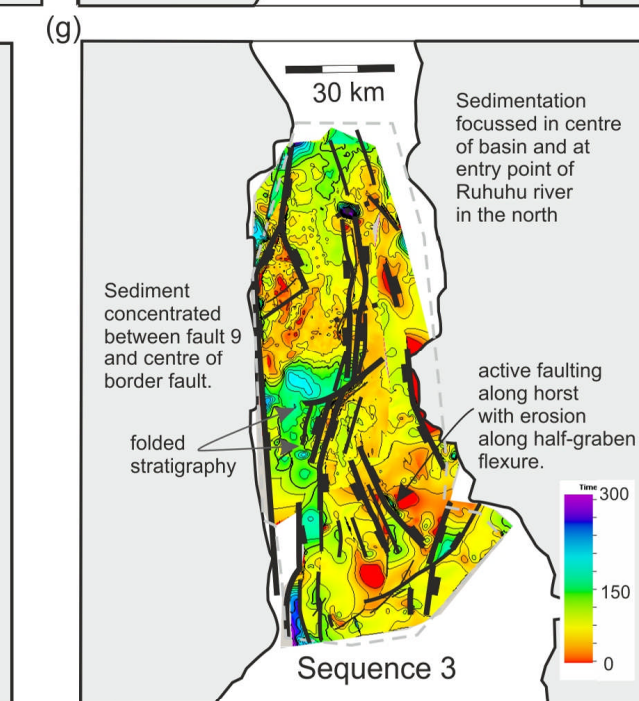 (g)
30 km
Sedimentation
focussed in centre
of basin and at
entry point of
Ruhuhu river
in the north
Sediment
concentrated
between fault 9
and centre of
border fault.
folded
stratigraphy
active faulting
along horst
with erosion
along half-graben
flexure.
Time
300
150
0
Sequence 3